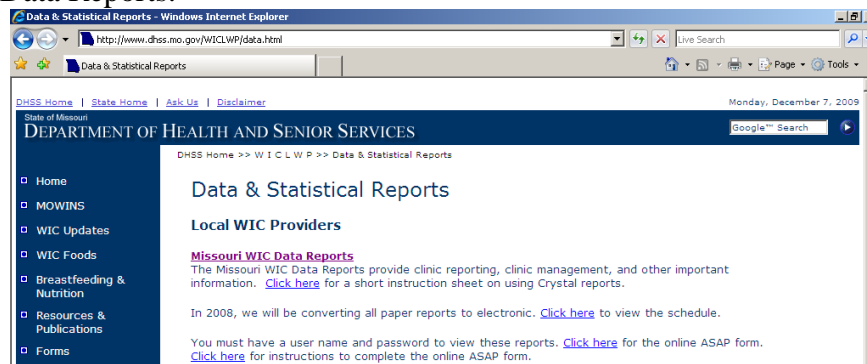 Data Reports.
Data & Statistical Reports - Windows Internet Explorer
http://www.dhss.mo.gov/WICLWP/data.html
Live Search
Data & Statistical Reports
Page
Tools
DHSS Home | State Home | Ask Us | Disclaimer
Monday, December 7, 2009
State of Missouri
DEPARTMENT OF HEALTH AND SENIOR SERVICES
Google™ Search
DHSS Home >> W I C L W P >> Data & Statistical Reports
Home
MOWINS
WIC Updates
WIC Foods
Breastfeeding &
Nutrition
Resources &
Publications
Forms
Data & Statistical Reports
Local WIC Providers
Missouri WIC Data Reports
The Missouri WIC Data Reports provide clinic reporting, clinic management, and other important
information. Click here for a short instruction sheet on using Crystal reports.
In 2008, we will be converting all paper reports to electronic. Click here to view the schedule.
You must have a user name and password to view these reports. Click here for the online ASAP form.
Click here for instructions to complete the online ASAP form.